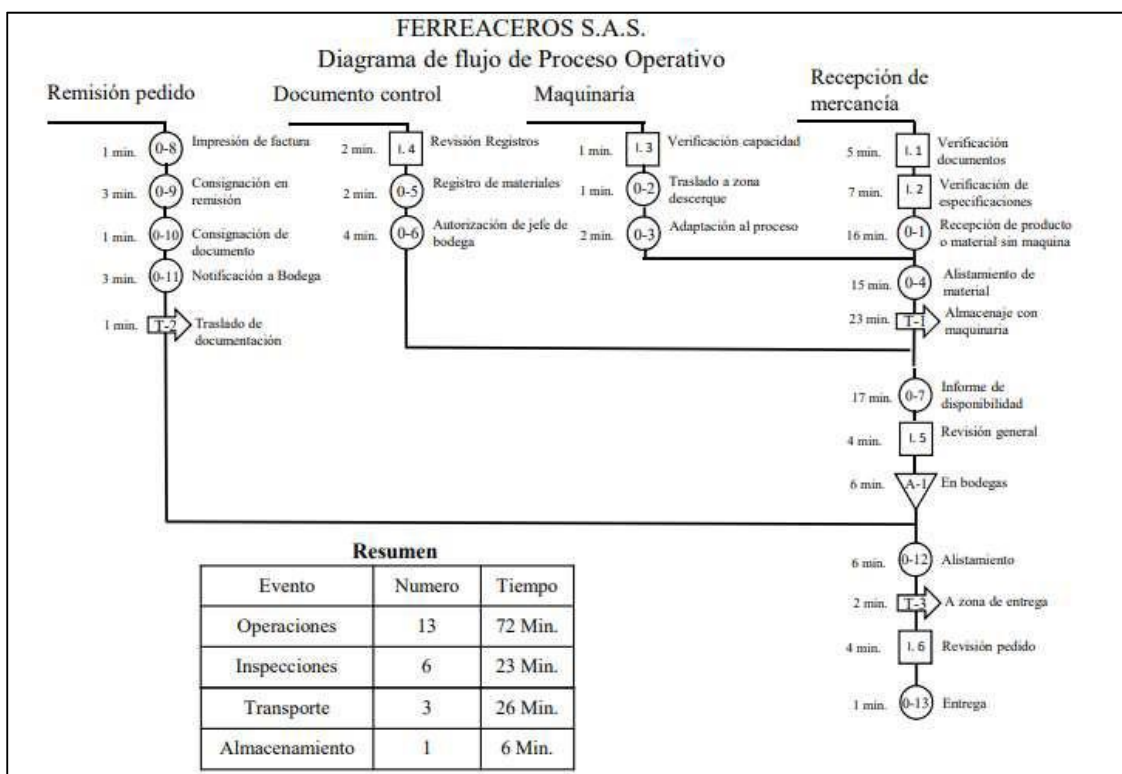 FERREACEROS S.A.S.
Diagrama de flujo de Proceso Operativo
Remisión pedido
1 min.
0-8
Impresión de factura
3 min.
0-9
Consignación en
remisión
1 min.
0-10
Consignación de
documento
3 min.
0-11
Notificación a Bodega
1 min.
T-2
Traslado de
documentación
Documento control
2 min.
I. 4
Revisión Registros
2 min.
0-5
Registro de materiales
4 min.
0-6
Autorización de jefe de
bodega
Maquinaría
1 min.
I. 3
Verificación capacidad
1 min.
0-2
Traslado a zona
descerque
2 min.
0-3
Adaptación al proceso
Recepción de
mercancía
5 min.
I. 1
Verificación
documentos
7 min.
I. 2
Verificación de
especificaciones
16 min.
0-1
Recepción de producto
o material sin maquina
15 min.
0-4
Alistamiento de
material
23 min.
T-1
Almacenaje con
maquinaria
17 min.
0-7
Informe de
disponibilidad
4 min.
I. 5
Revisión general
6 min.
A-1
En bodegas
6 min.
0-12
Alistamiento
2 min.
T-3
A zona de entrega
4 min.
I. 6
Revisión pedido
1 min.
0-13
Entrega
Resumen
Evento Numero Tiempo
Operaciones 13 72 Min.
Inspecciones 6 23 Min.
Transporte 3 26 Min.
Almacenamiento 1 6 Min.